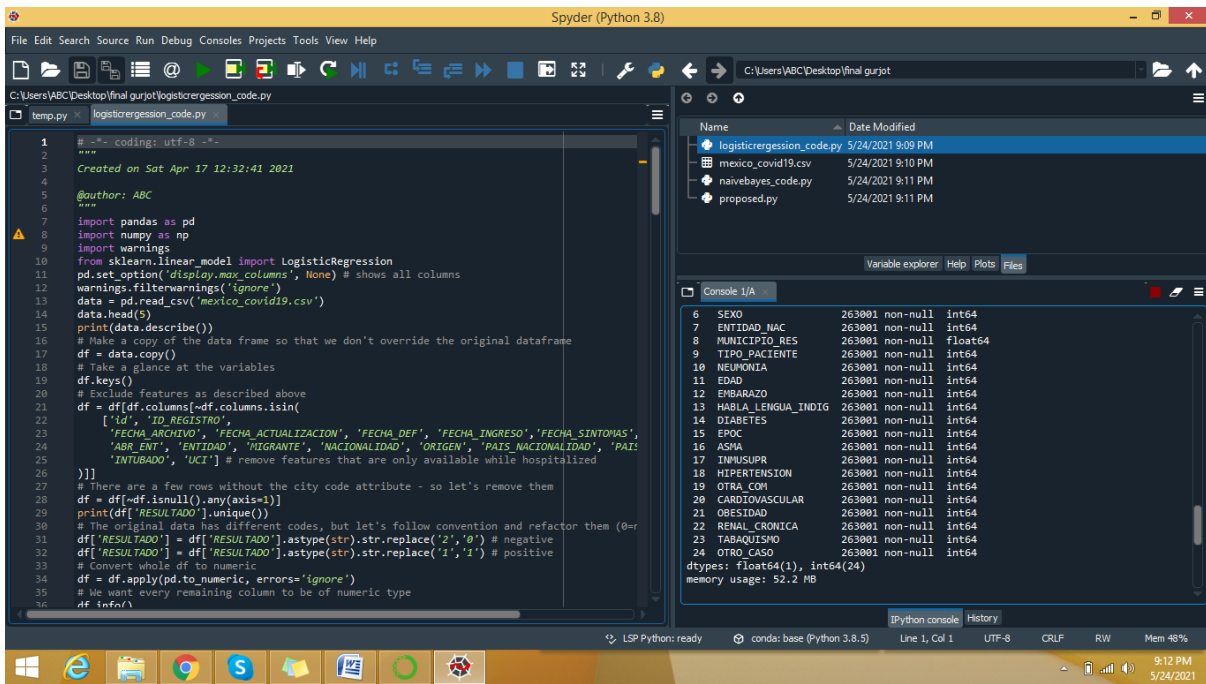 Spyder (Python 3.8)
File Edit Search Source Run Debug Consoles Projects Tools View Help
C:\Users\ABC\Desktop\final gurjot
C:\Users\ABC\Desktop\final gurjot\logisticrergession_code.py
temp.py
logisticrergession_code.py
1 # -*- coding: utf-8 -*-
2 """
3 Created on Sat Apr 17 12:32:41 2021
4
5 @author: ABC
6 """
7 import pandas as pd
8 import numpy as np
9 import warnings
10 from sklearn.linear_model import LogisticRegression
11 pd.set_option('display.max_columns', None) # shows all columns
12 warnings.filterwarnings('ignore')
13 data = pd.read_csv('mexico_covid19.csv')
14 data.head(5)
15 print(data.describe())
16 # Make a copy of the data frame so that we don't override the original dataframe
17 df = data.copy()
18 # Take a glance at the variables
19 df.keys()
20 # Exclude features as described above
21 df = df[df.columns[~df.columns.isin(
22 ['id', 'ID_REGISTRO',
23 'FECHA_ARCHIVO', 'FECHA_ACTUALIZACION', 'FECHA_DEF', 'FECHA_INGRESO','FECHA_SINTOMAS',
24 'ABR_ENT', 'ENTIDAD', 'MIGRANTE', 'NACIONALIDAD', 'ORIGEN', 'PAIS_NACIONALIDAD', 'PAIS
25 'INTUBADO', 'UCI'] # remove features that are only available while hospitalized
26 )]]
27 # There are a few rows without the city code attribute - so let's remove them
28 df = df[~df.isnull().any(axis=1)]
29 print(df['RESULTADO'].unique())
30 # The original data has different codes, but let's follow convention and refactor them (0=
31 df['RESULTADO'] = df['RESULTADO'].astype(str).str.replace('2','0') # negative
32 df['RESULTADO'] = df['RESULTADO'].astype(str).str.replace('1','1') # positive
33 # Convert whole df to numeric
34 df = df.apply(pd.to_numeric, errors='ignore')
35 # We want every remaining column to be of numeric type
36 df.info()
Name Date Modified
logisticrergession_code.py 5/24/2021 9:09 PM
mexico_covid19.csv 5/24/2021 9:10 PM
naivebayes_code.py 5/24/2021 9:11 PM
proposed.py 5/24/2021 9:11 PM
Variable explorer Help Plots Files
Console 1/A
6 SEXO 263001 non-null int64
7 ENTIDAD_NAC 263001 non-null int64
8 MUNICIPIO_RES 263001 non-null float64
9 TIPO_PACIENTE 263001 non-null int64
10 NEUMONIA 263001 non-null int64
11 EDAD 263001 non-null int64
12 EMBARAZO 263001 non-null int64
13 HABLA_LENGUA_INDIG 263001 non-null int64
14 DIABETES 263001 non-null int64
15 EPOC 263001 non-null int64
16 ASMA 263001 non-null int64
17 INMUSUPR 263001 non-null int64
18 HIPERTENSION 263001 non-null int64
19 OTRA_COM 263001 non-null int64
20 CARDIOVASCULAR 263001 non-null int64
21 OBESIDAD 263001 non-null int64
22 RENAL_CRONICA 263001 non-null int64
23 TABAQUISMO 263001 non-null int64
24 OTRO_CASO 263001 non-null int64
dtypes: float64(1), int64(24)
memory usage: 52.2 MB
IPython console History
LSP Python: ready conda: base (Python 3.8.5) Line 1, Col 1 UTF-8 CRLF RW Mem 48%
9:12 PM
5/24/2021